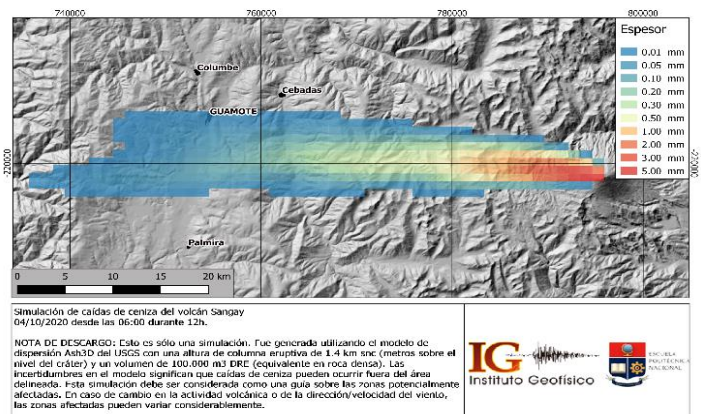 740000
760000
780000
800000
Espesor
0.01 mm
0.05 mm
0.10 mm
0.20 mm
0.30 mm
0.50 mm
1.00 mm
2.00 mm
3.00 mm
5.00 mm
Columbe
Cebadas
GUAMOTE
-220000
-220000
Palmira
0 5 10 15 20 km
740000
760000
780000
800000
Simulación de caídas de ceniza del volcán Sangay
04/10/2020 desde las 06:00 durante 12h.
NOTA DE DESCARGO: Esto es sólo una simulación. Fue generada utilizando el modelo de
dispersión Ash3D del USGS con una altura de columna eruptiva de 1.4 km snc (metros sobre el
nivel del cráter) y un volumen de 100.000 m3 DRE (equivalente en roca densa). Las
incertidumbres en el modelo significan que caídas de ceniza pueden ocurrir fuera del área
delineada. Esta simulación debe ser considerada como una guía sobre las zonas potencialmente
afectadas. En caso de cambio en la actividad volcánica o de la dirección/velocidad del viento,
las zonas afectadas pueden variar considerablemente.
IG
Instituto Geofísico
ESCUELA
POLITÉCNICA
NACIONAL